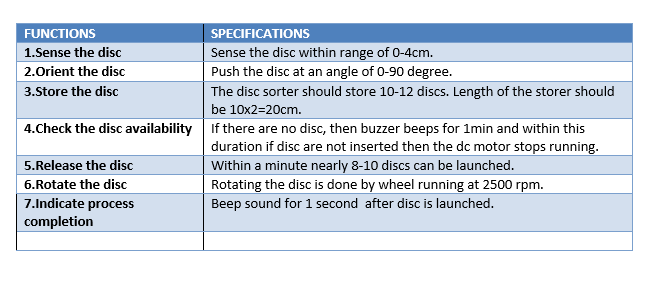 FUNCTIONS SPECIFICATIONS
1.Sense the disc Sense the disc within range of 0-4cm.
2.Orient the disc Push the disc at an angle of 0-90 degree.
3.Store the disc The disc sorter should store 10-12 discs. Length of the storer should
be 10x2=20cm.
4.Check the disc availability If there are no disc, then buzzer beeps for 1min and within this
duration if disc are not inserted then the dc motor stops running.
5.Release the disc Within a minute nearly 8-10 discs can be launched.
6.Rotate the disc Rotating the disc is done by wheel running at 2500 rpm.
7.Indicate process Beep sound for 1 second after disc is launched.
completion